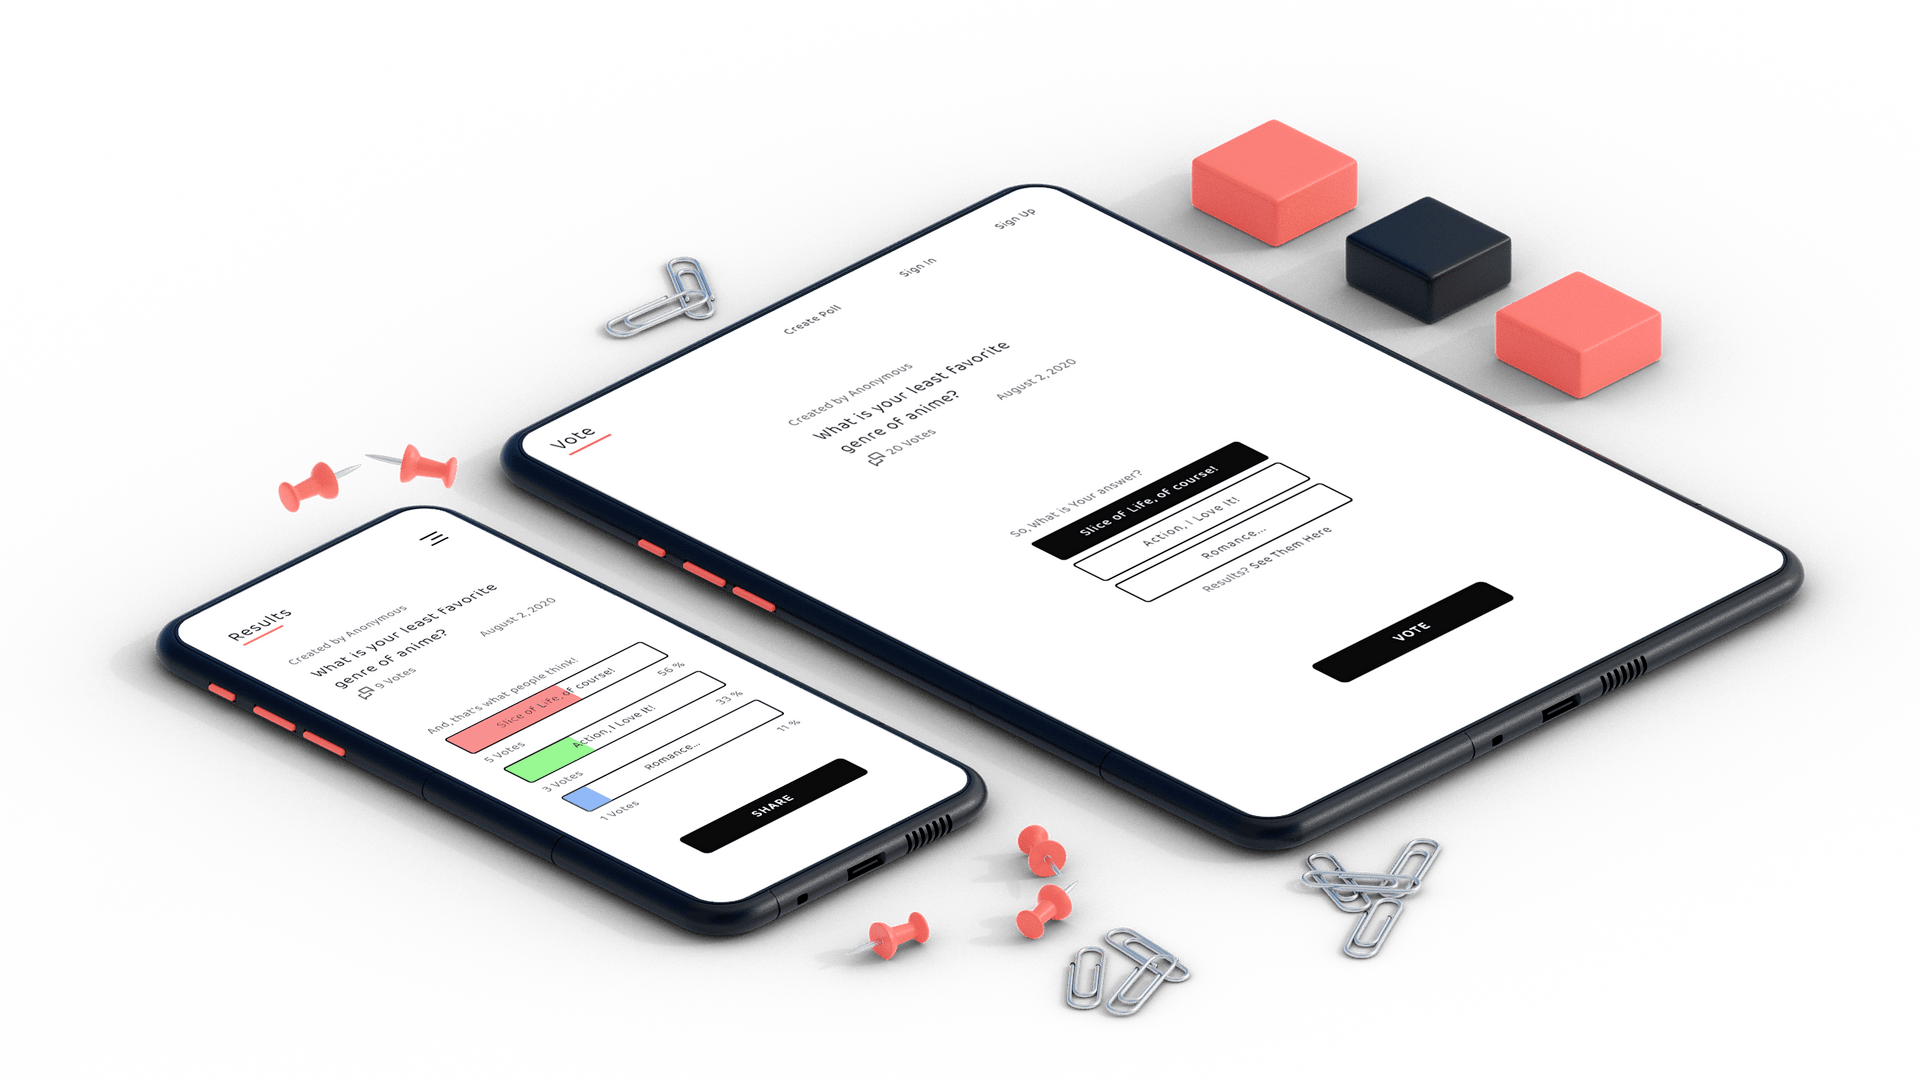 Vote
Create Poll
Sign In
Sign Up
Created by Anonymous
What is your least favorite
genre of anime?
20 Votes
August 2, 2020
So, What is Your answer?
Slice of Life, of course!
Action, I Love It!
Romance...
Results? See Them Here
VOTE
Results
Created by Anonymous
What is your least favorite
genre of anime?
9 Votes
August 2, 2020
And, that's what people think!
Slice of Life, of course!
5 Votes
56 %
Action, I Love It!
3 Votes
33 %
Romance...
1 Votes
11 %
SHARE